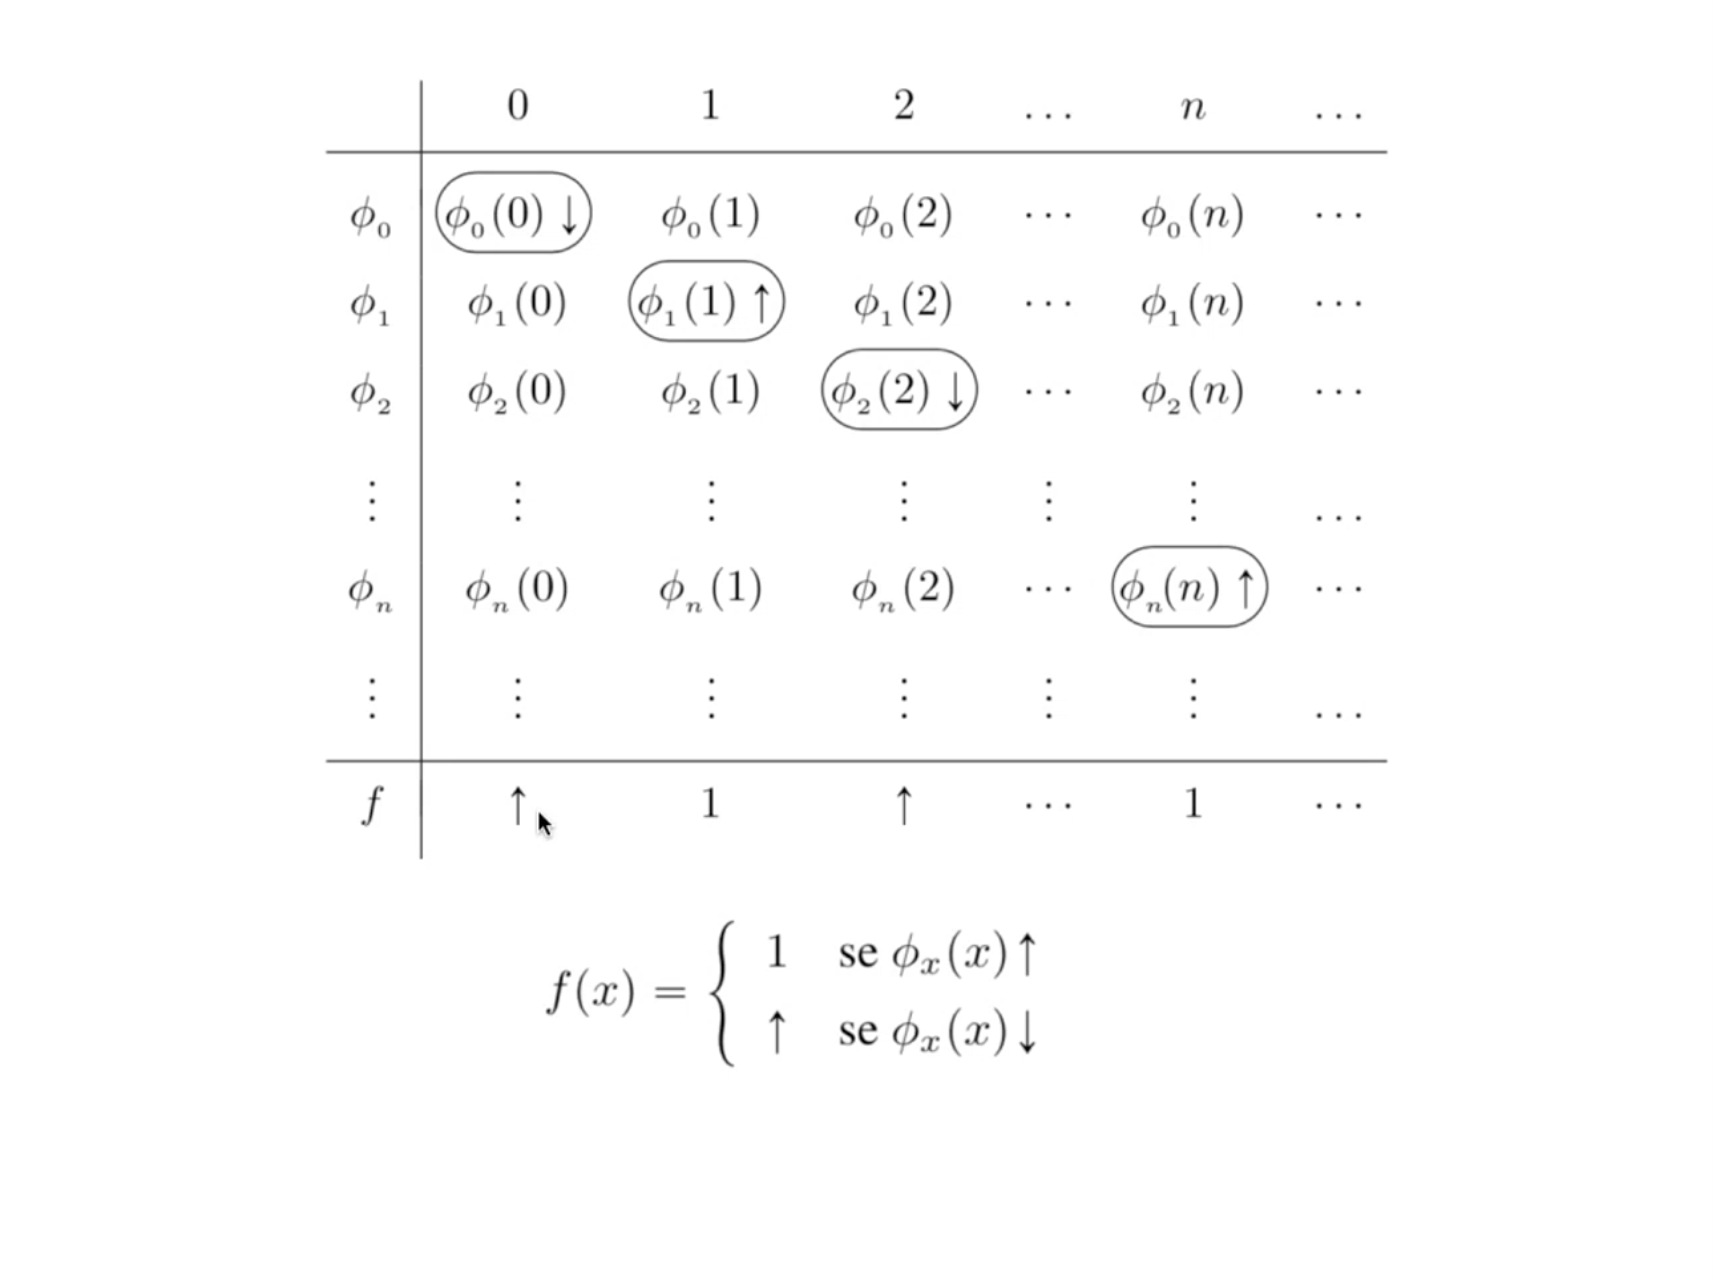 0 1 2 … n …
ϕ₀ ϕ₀(0) ↓ ϕ₀(1) ϕ₀(2) ⋯ ϕ₀(n) ⋯
ϕ₁ ϕ₁(0) ϕ₁(1) ↑ ϕ₁(2) ⋯ ϕ₁(n) ⋯
ϕ₂ ϕ₂(0) ϕ₂(1) ϕ₂(2) ↓ ⋯ ϕ₂(n) ⋯
⋮ ⋮ ⋮ ⋮ ⋮ ⋮ …
ϕₙ ϕₙ(0) ϕₙ(1) ϕₙ(2) ⋯ ϕₙ(n) ↑ ⋯
⋮ ⋮ ⋮ ⋮ ⋮ ⋮ …
f ↑ 1 ↑ ⋯ 1 ⋯
f(x) = {
1 se ϕₓ(x)↑
↑ se ϕₓ(x)↓